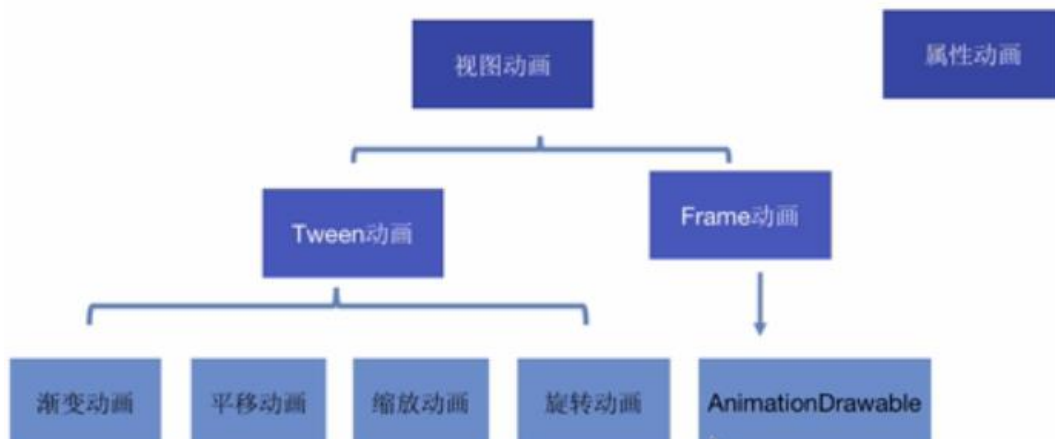 视图动画
属性动画
Tween动画
Frame动画
渐变动画
平移动画
缩放动画
旋转动画
AnimationDrawable